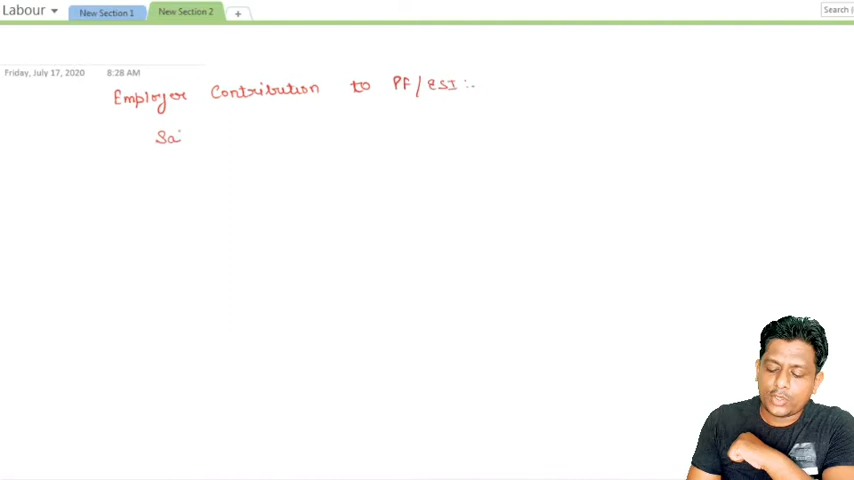 Labour
New Section 1
New Section 2
+
Search
Friday, July 17, 2020
8:28 AM
Employer Contribution to PF/ESI :-
Sa